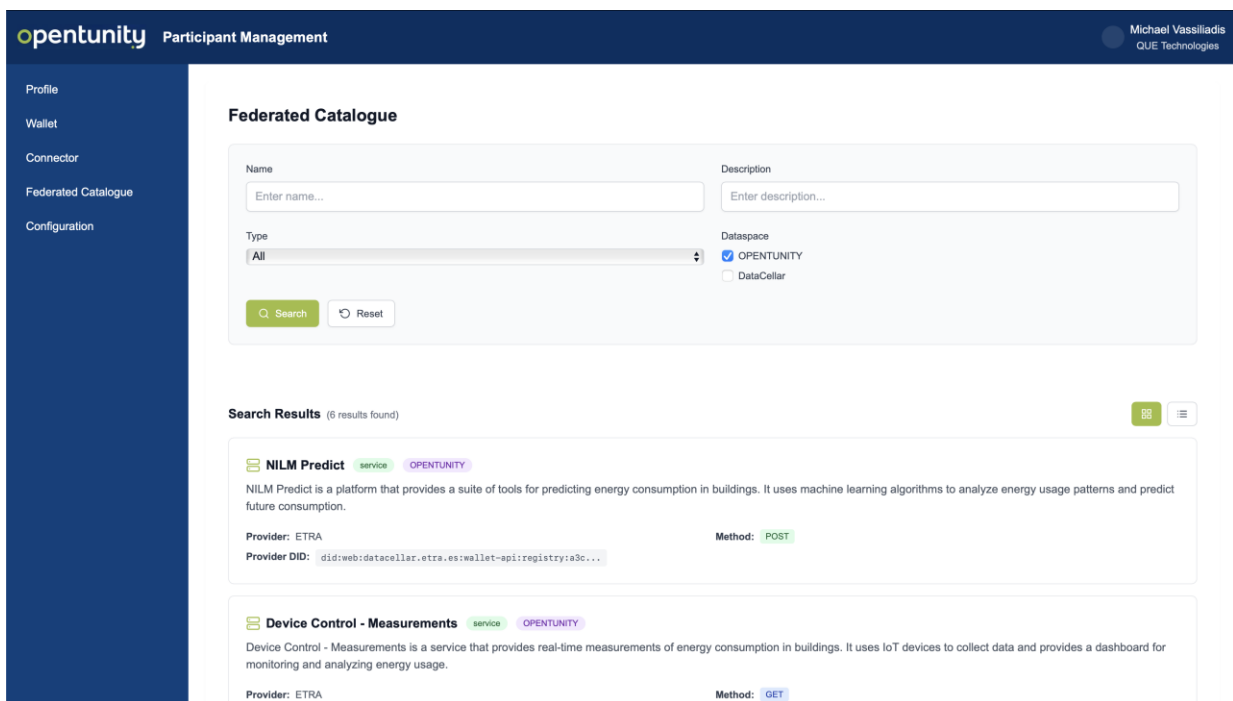 opentunity Participant Management
Michael Vassiliadis
QUE Technologies
Profile
Wallet
Connector
Federated Catalogue
Configuration
Federated Catalogue
Name
Enter name...
Description
Enter description...
Type
All
Dataspace
OPENTUNITY
DataCellar
Search
Reset
Search Results (6 results found)
NILM Predict service OPENTUNITY
NILM Predict is a platform that provides a suite of tools for predicting energy consumption in buildings. It uses machine learning algorithms to analyze energy usage patterns and predict
future consumption.
Provider: ETRA
Method: POST
Provider DID: did:web:datacellar.etra.es:wallet-api:registry:a3c...
Device Control - Measurements service OPENTUNITY
Device Control - Measurements is a service that provides real-time measurements of energy consumption in buildings. It uses IoT devices to collect data and provides a dashboard for
monitoring and analyzing energy usage.
Provider: ETRA
Method: GET